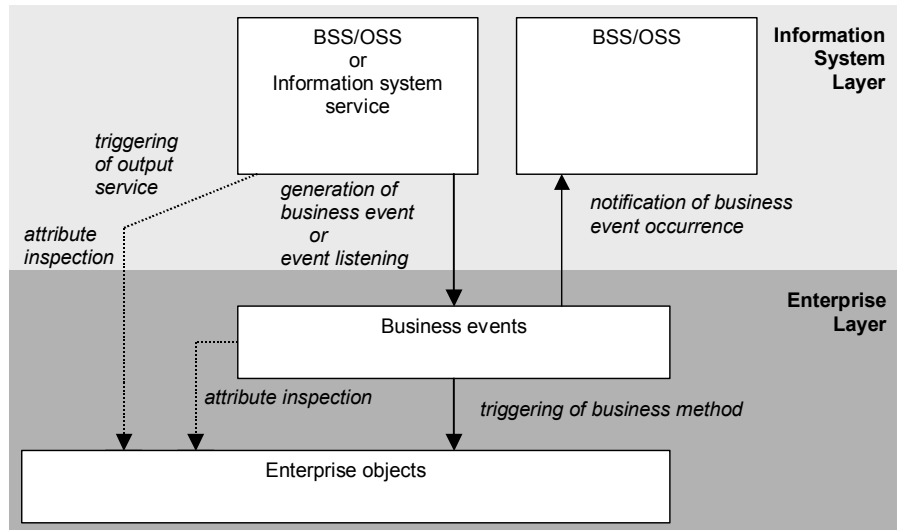 BSS/OSS
or
Information system
service
BSS/OSS
Information
System
Layer
triggering
of output
service
generation of
business event
or
event listening
notification of business
event occurrence
attribute
inspection
Enterprise
Layer
Business events
attribute inspection
triggering of business method
Enterprise objects